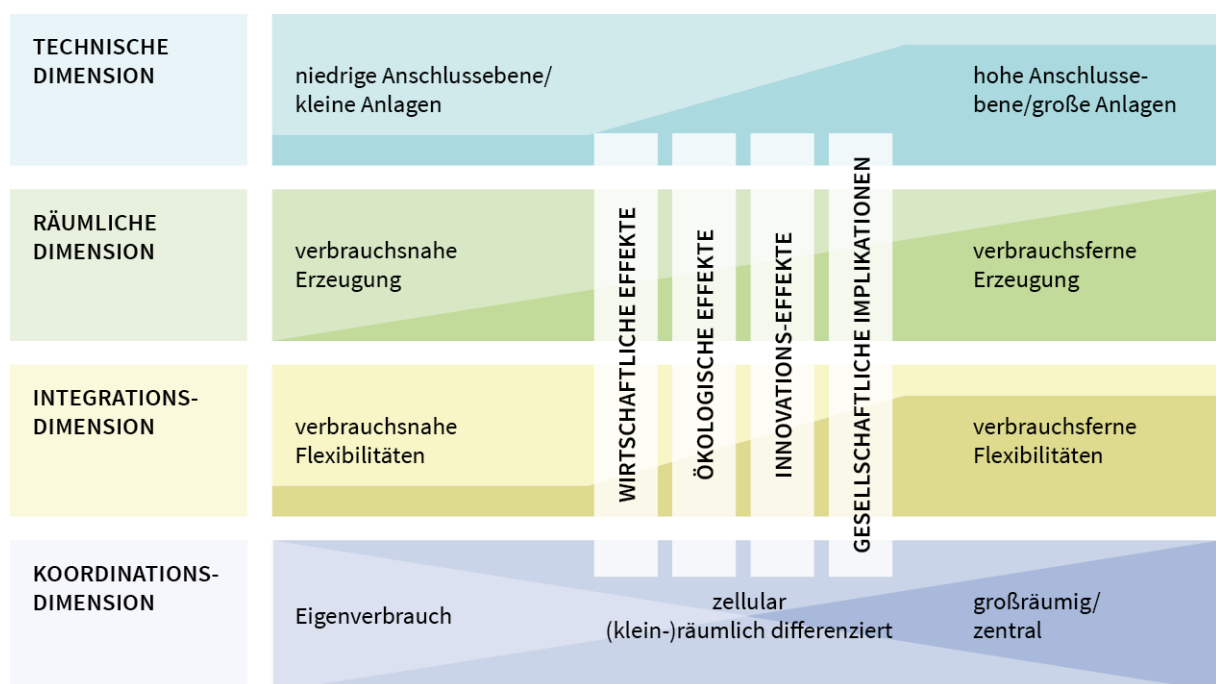 TECHNISCHE
DIMENSION
niedrige Anschlussebene/
kleine Anlagen
hohe Anschlusse-
bene/große Anlagen
RÄUMLICHE
DIMENSION
verbrauchsnahe
Erzeugung
verbrauchsferne
Erzeugung
INTEGRATIONS-
DIMENSION
verbrauchsnahe
Flexibilitäten
verbrauchsferne
Flexibilitäten
KOORDINATIONS-
DIMENSION
Eigenverbrauch
zellular
(klein-)räumlich differenziert
großräumig/
zentral
WIRTSCHAFTLICHE EFFEKTE
ÖKOLOGISCHE EFFEKTE
INNOVATIONS-EFFEKTE
GESELLSCHAFTLICHE IMPLIKATIONEN